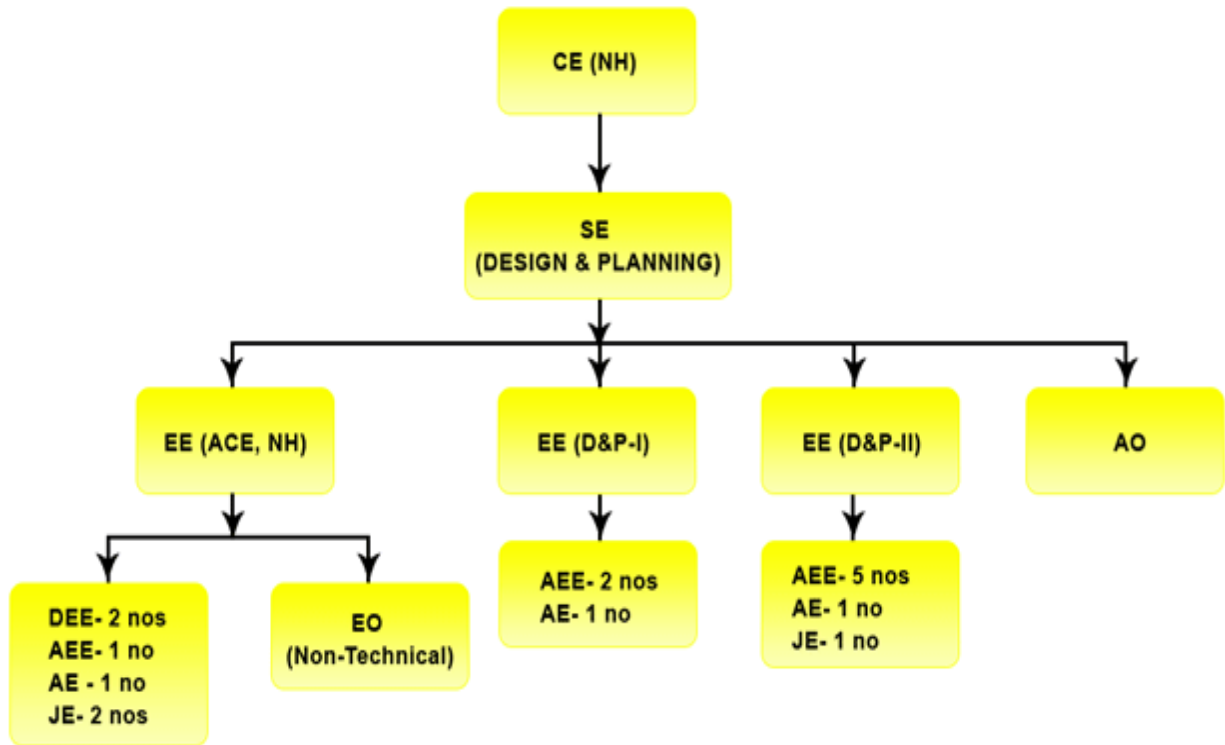 CE (NH)
SE
(DESIGN & PLANNING)
EE (ACE, NH)
EE (D&P-I)
EE (D&P-II)
AO
DEE- 2 nos
AEE- 1 no
AE - 1 no
JE- 2 nos
EO
(Non-Technical)
AEE- 2 nos
AE- 1 no
AEE- 5 nos
AE- 1 no
JE- 1 no